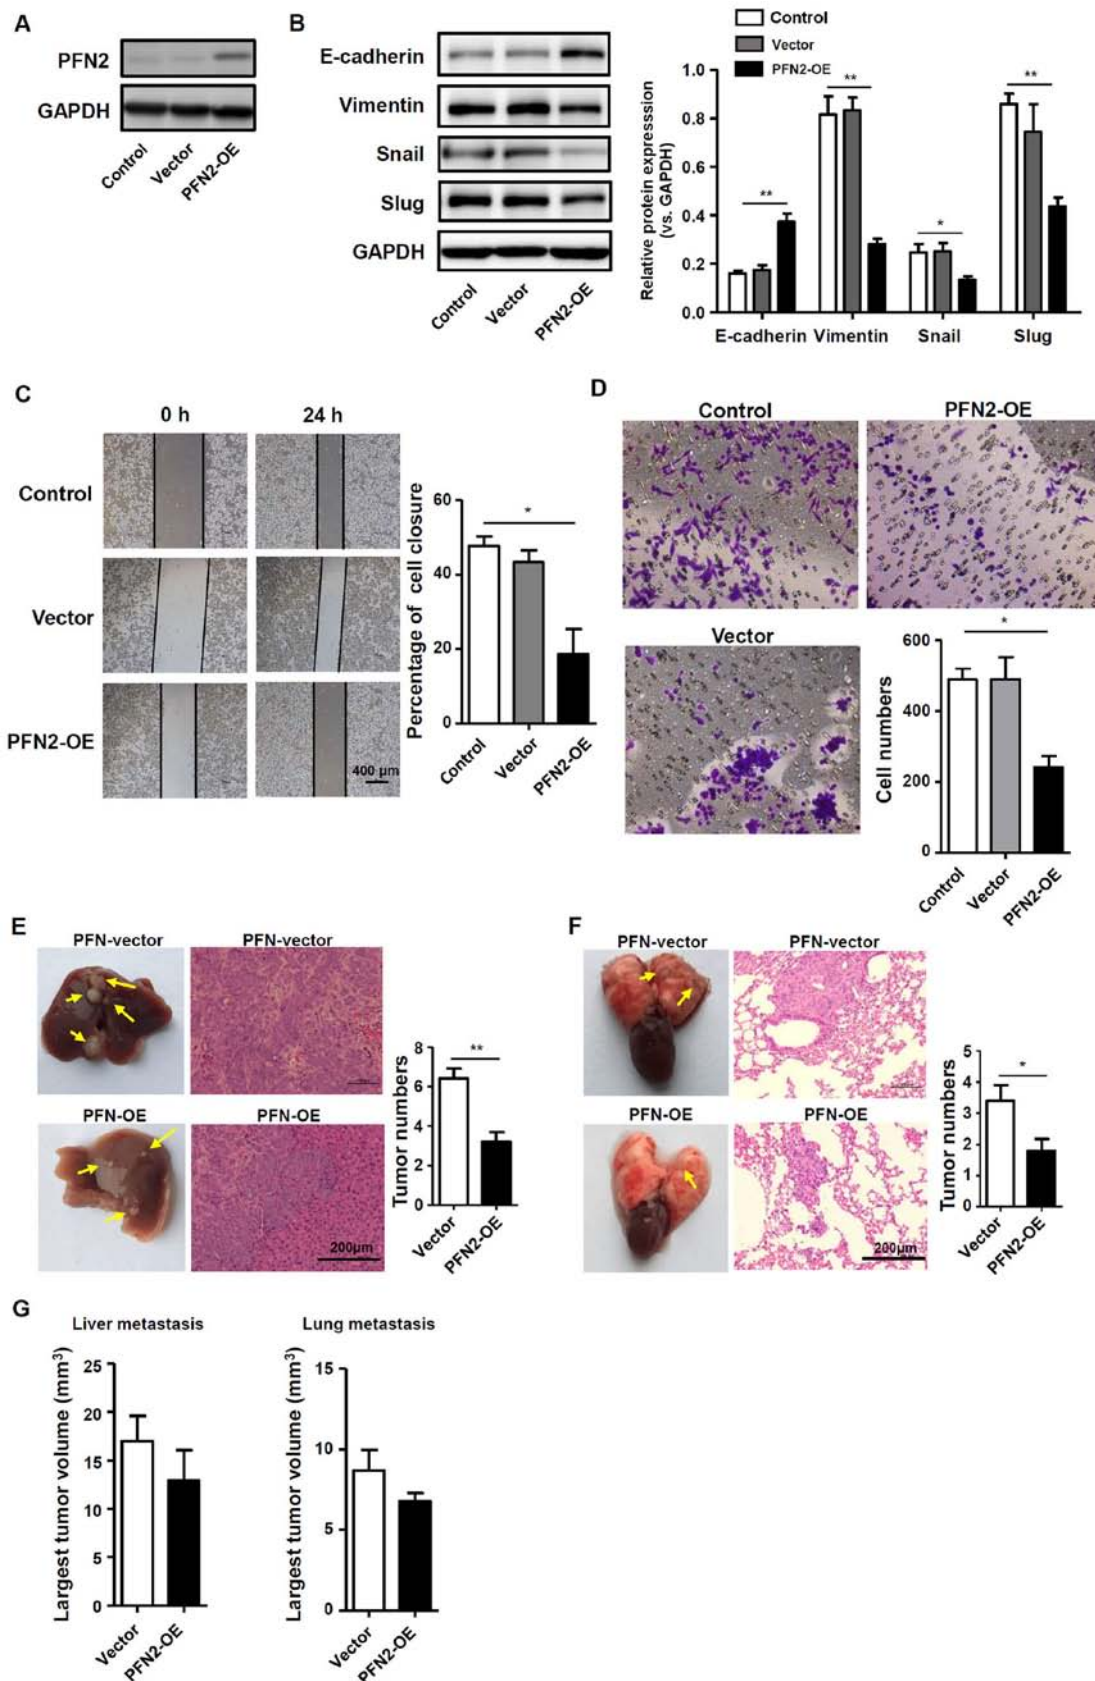 A
PFN2
GAPDH
Control
Vector
PFN2-OE
B
E-cadherin
Vimentin
Snail
Slug
GAPDH
Control
Vector
PFN2-OE
Control
Vector
PFN2-OE
Relative protein expresssion
(vs. GAPDH)
1.0
0.8
0.6
0.4
0.2
0.0
**
**
*
**
E-cadherin Vimentin Snail Slug
C
0 h 24 h
Control
Vector
PFN2-OE
400 μm
Percentage of cell closure
60
40
20
0
*
Control
Vector
PFN2-OE
D
Control PFN2-OE
Vector
Cell numbers
600
400
200
0
*
Control
Vector
PFN2-OE
E
PFN-vector PFN-vector
PFN-OE PFN-OE
200μm
Tumor numbers
8
6
4
2
0
**
Vector
PFN2-OE
F
PFN-vector PFN-vector
PFN-OE PFN-OE
200μm
Tumor numbers
5
4
3
2
1
0
*
Vector
PFN2-OE
G
Liver metastasis
Largest tumor volume (mm³)
25
20
15
10
5
0
Vector
PFN2-OE
Lung metastasis
Largest tumor volume (mm³)
15
10
5
0
Vector
PFN2-OE